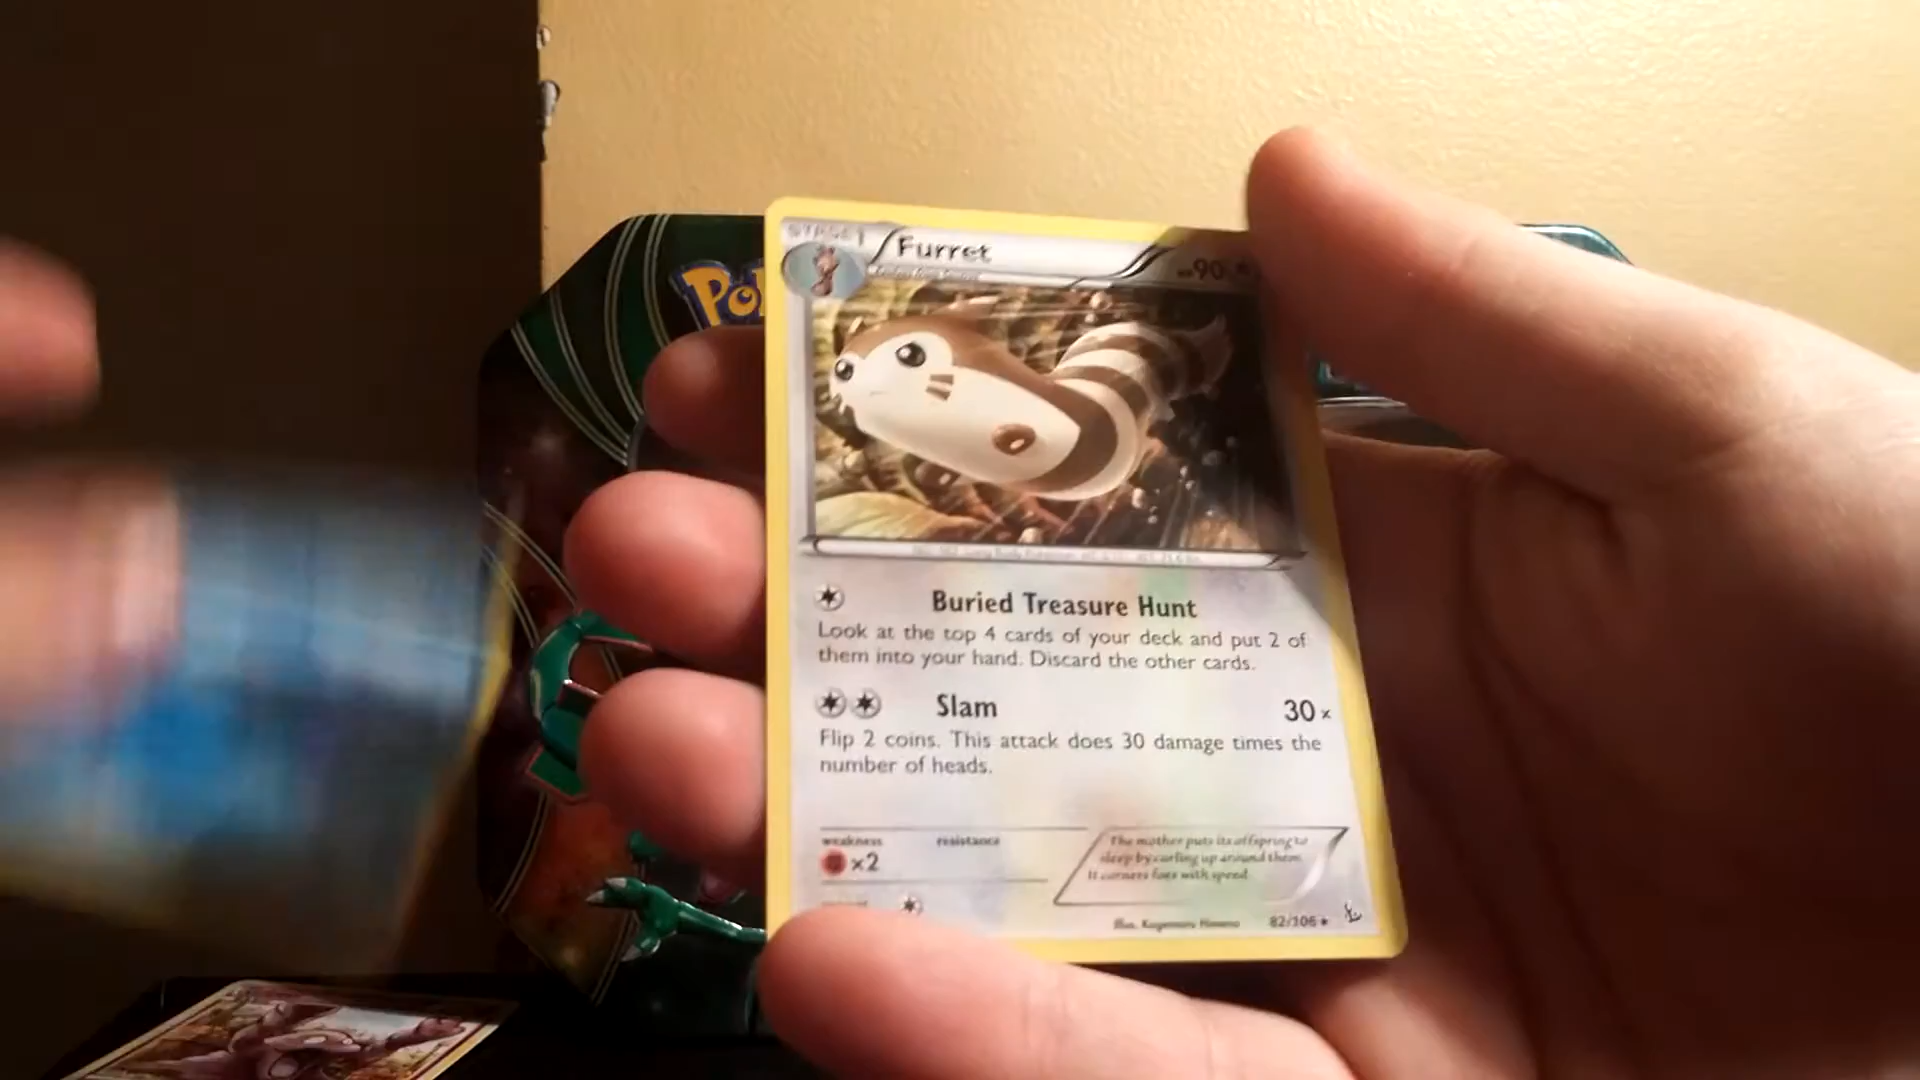 STAGE 1
Furret
90
Po
Buried Treasure Hunt
Look at the top 4 cards of your deck and put 2 of
them into your hand. Discard the other cards.
Slam
30x
Flip 2 coins. This attack does 30 damage times the
number of heads.
weakness
resistance
x2
The mother puts its offspring to
sleep by curling up around them.
It corners foes with speed.
Illus. Kagemaru Himeno
82/106